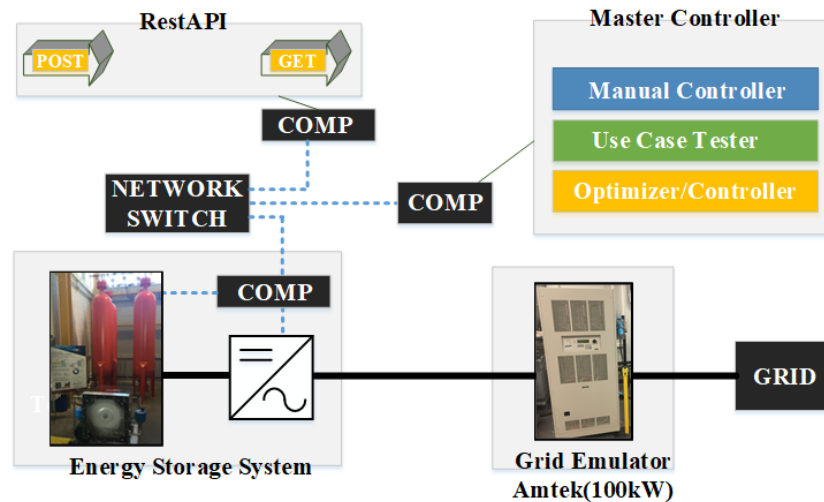 RestAPI
POST
GET
COMP
Master Controller
Manual Controller
Use Case Tester
Optimizer/Controller
NETWORK
SWITCH
COMP
COMP
GRID
Energy Storage System
Grid Emulator
Amtek(100kW)